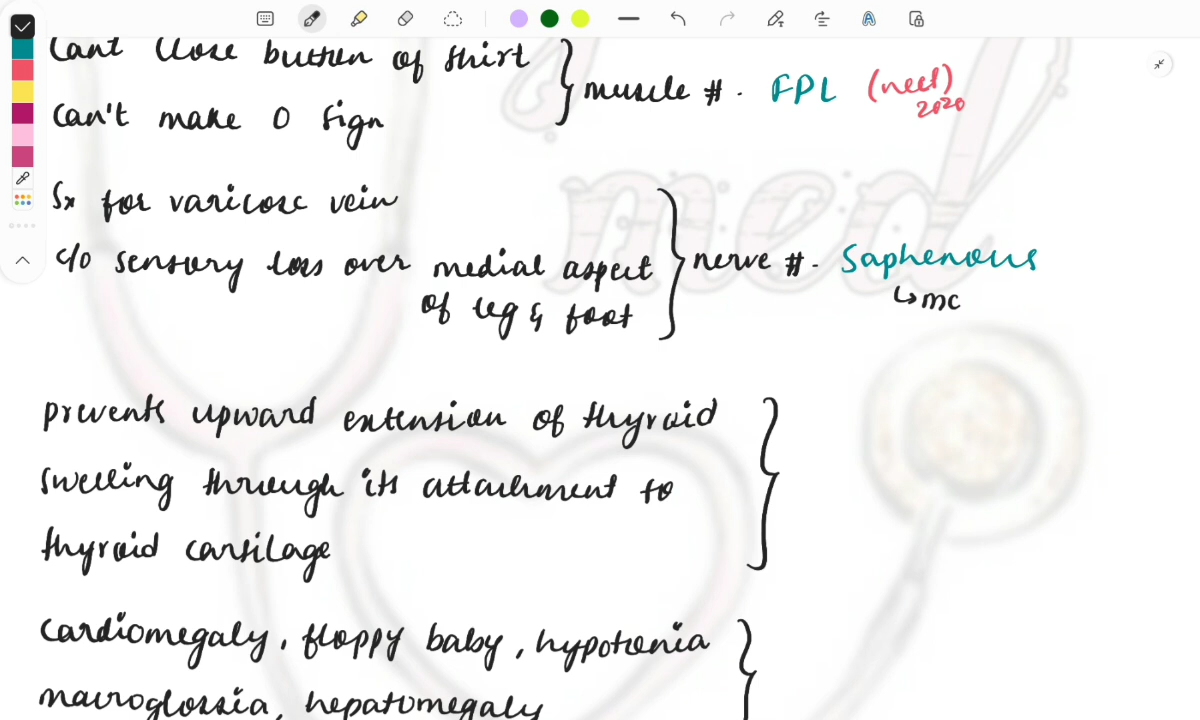 Can't close button of shirt
Can't make O sign
muscle #. FPL (neet)
2020
Sx for varicose vein
c/o sensory loss over medial aspect
of leg & foot
nerve #. Saphenous
↳ mc
prevents upward extension of thyroid
swelling through its attachment to
thyroid cartilage
cardiomegaly, floppy baby, hypotonia
macroglossia, hepatomegaly
med